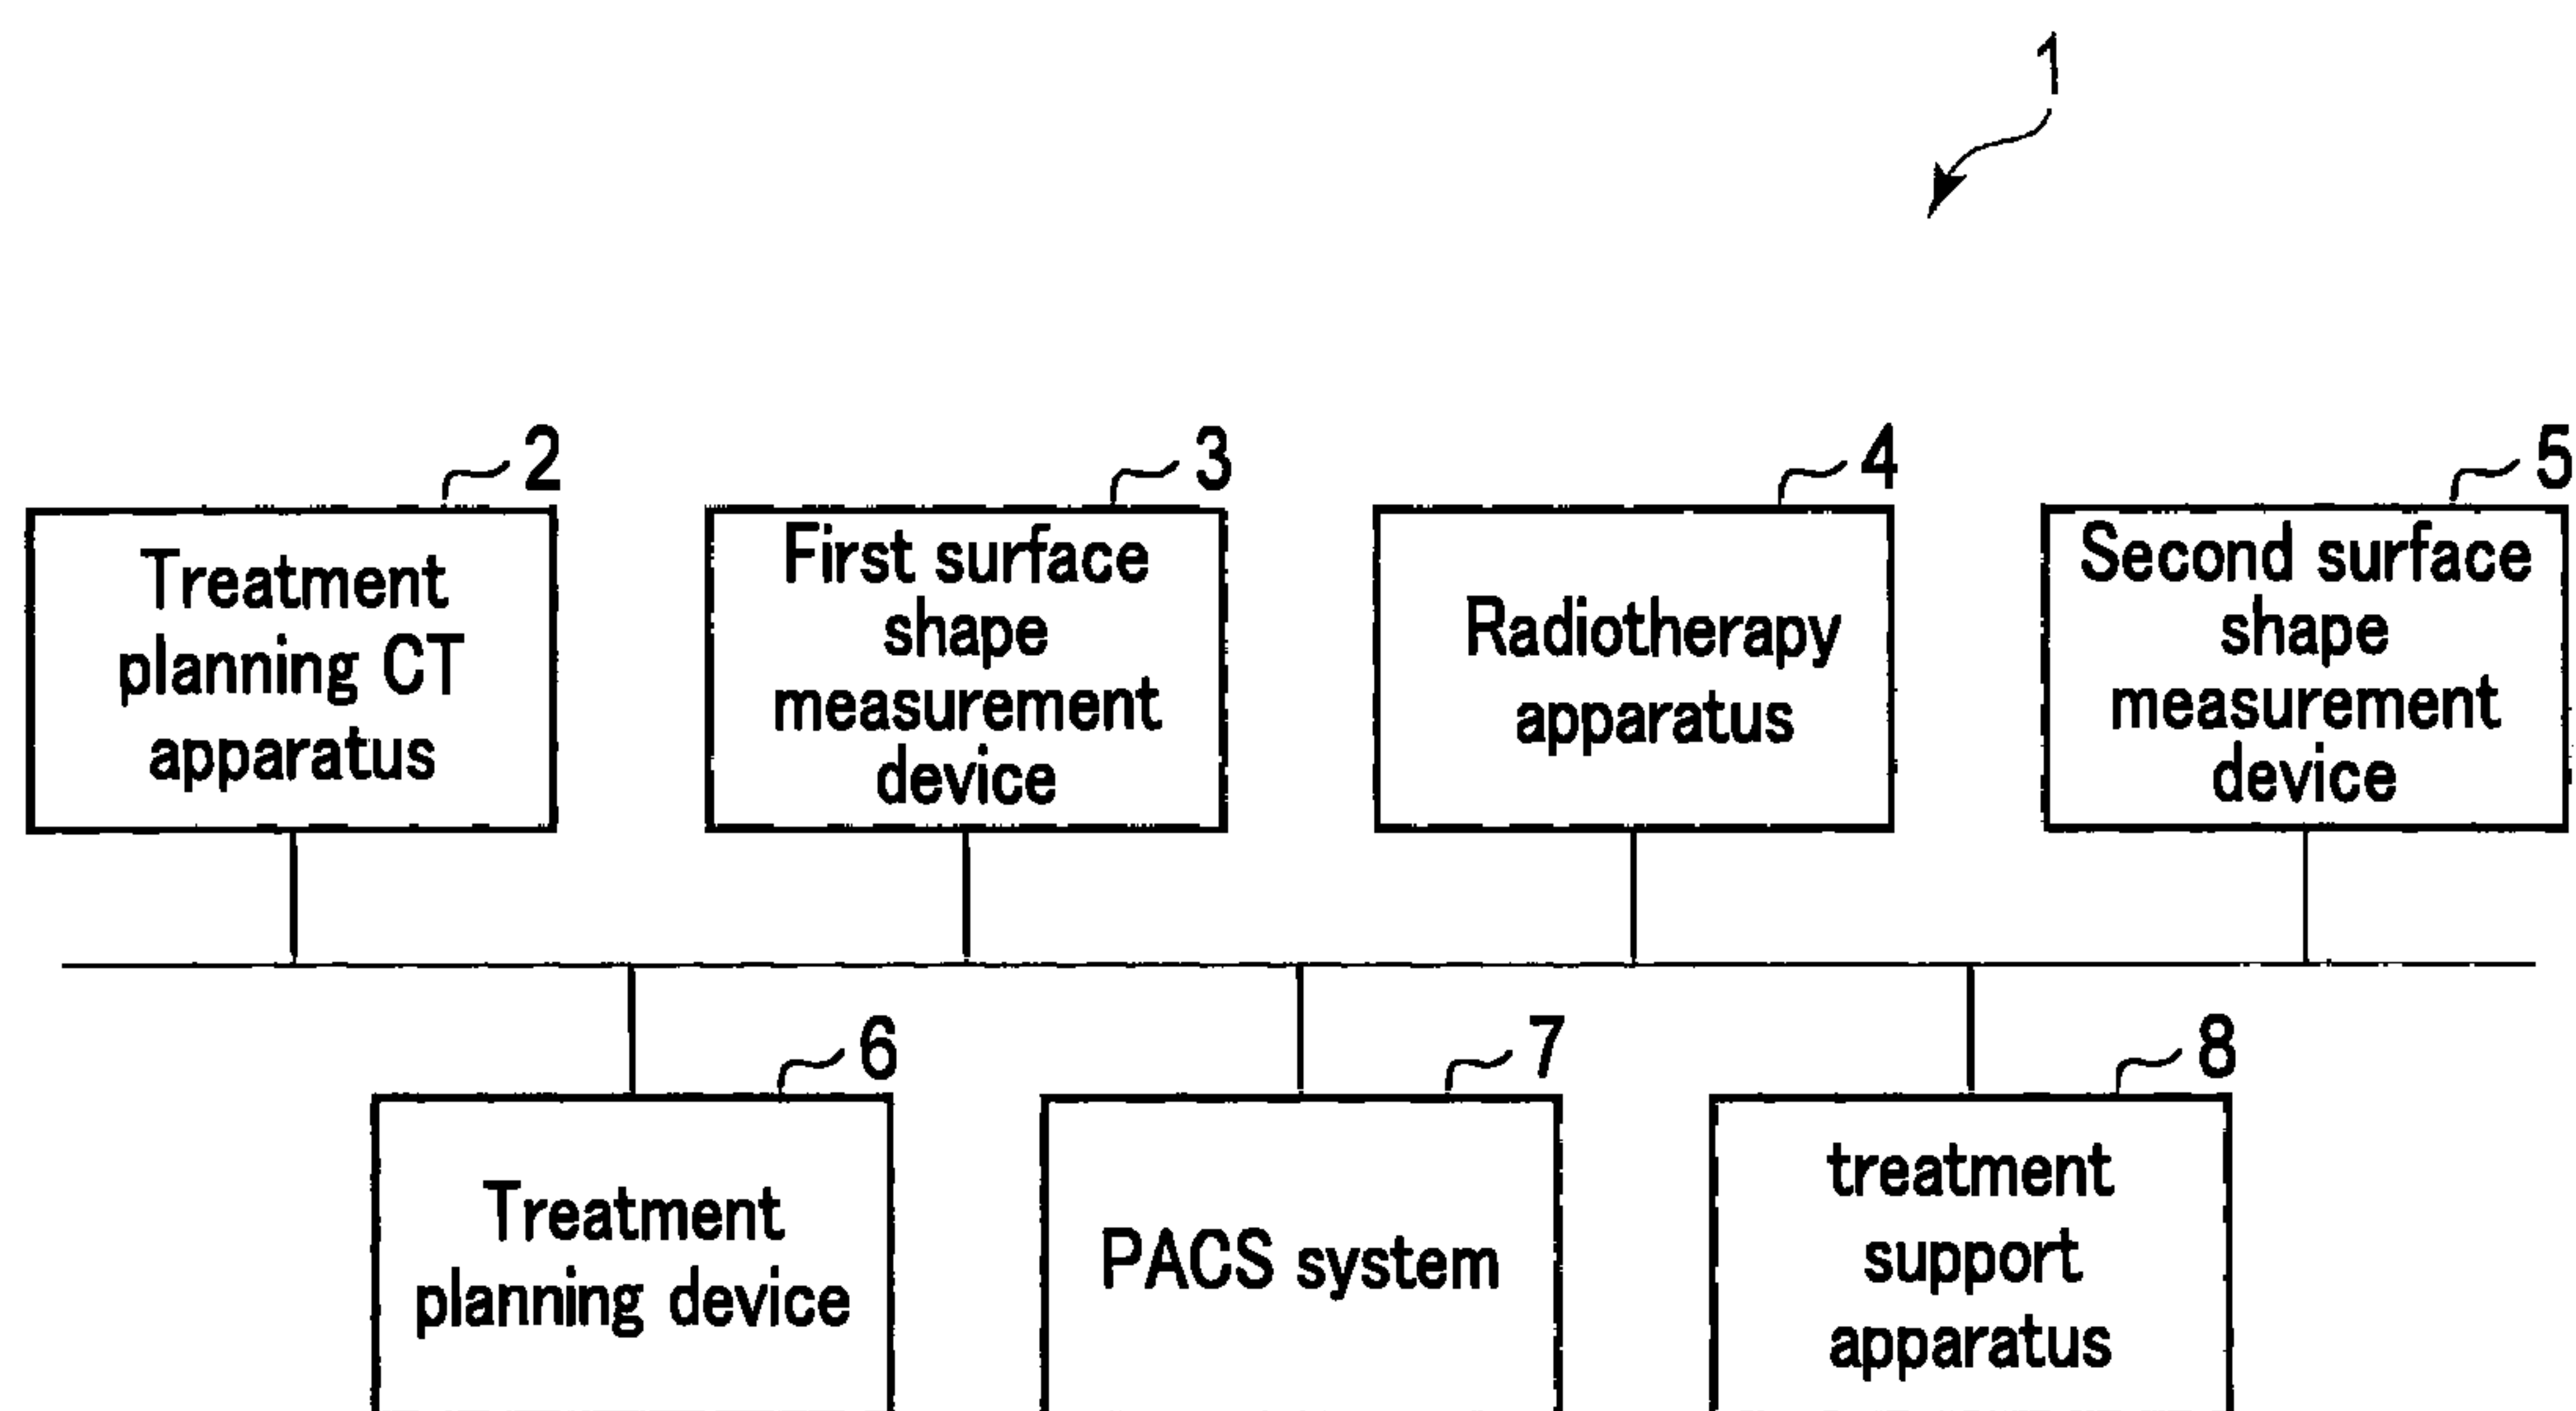 1
2
3
4
5
Treatment
planning CT
apparatus
First surface
shape
measurement
device
Radiotherapy
apparatus
Second surface
shape
measurement
device
6
7
8
Treatment
planning device
PACS system
treatment
support
apparatus